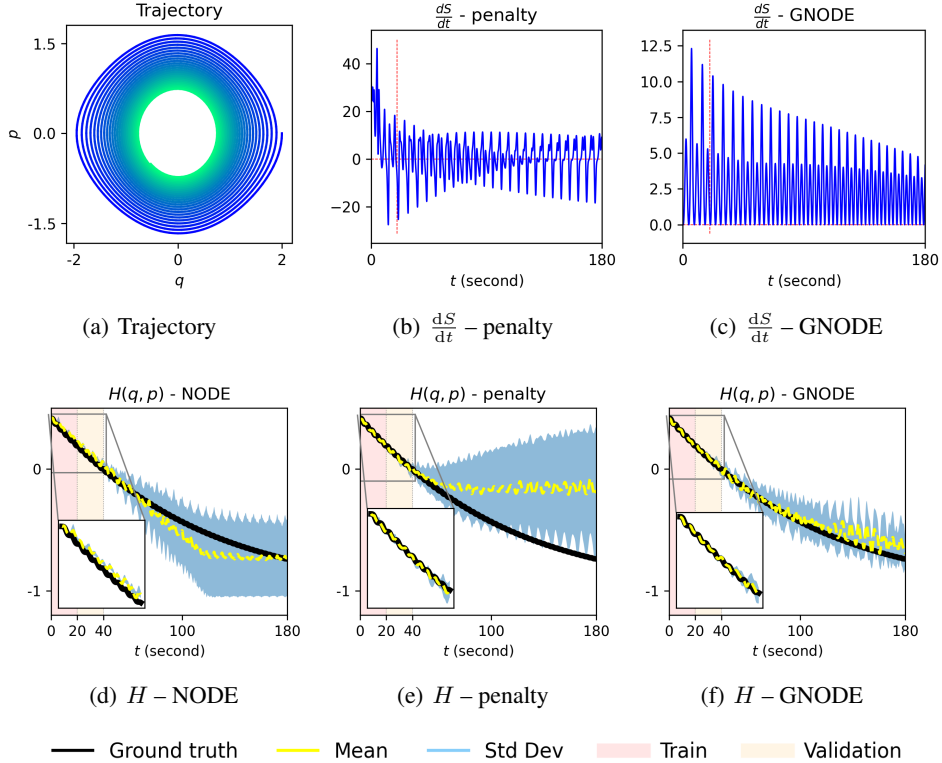 Trajectory
1.5
0.0
-1.5
p
-2
0
2
q
(a) Trajectory
dS/dt - penalty
40
20
0
−20
0
180
t (second)
(b) dS/dt – penalty
dS/dt - GNODE
12.5
10.0
7.5
5.0
2.5
0.0
0
180
t (second)
(c) dS/dt – GNODE
H(q, p) - NODE
0
-1
0 20 40 100 180
t (second)
(d) H – NODE
H(q, p) - penalty
0
-1
0 20 40 100 180
t (second)
(e) H – penalty
H(q, p) - GNODE
0
-1
0 20 40 100 180
t (second)
(f) H – GNODE
Ground truth Mean Std Dev Train Validation